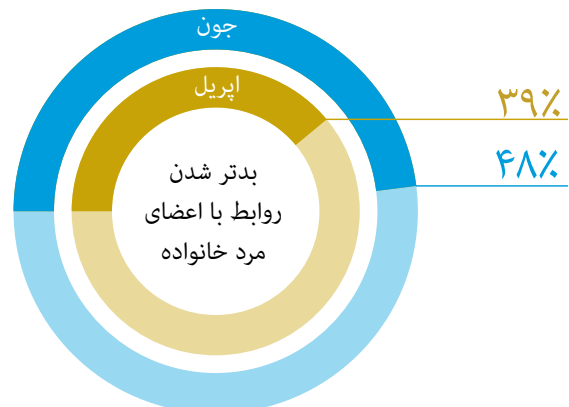 جون
اپریل
۳۹٪
۴۸٪
بدتر شدن
روابط با اعضای
مرد خانواده